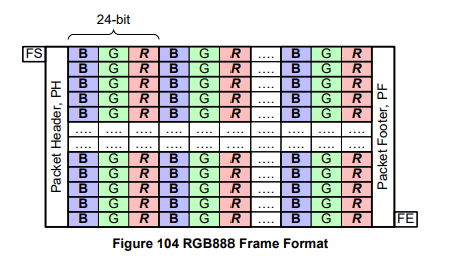 24-bit
FS B G R B G R .... B G R
B G R B G R .... B G R
B G R B G R .... B G R
B G R B G R .... B G R
B G R B G R .... B G R
.... .... .... .... .... .... .... .... .... ....
.... .... .... .... .... .... .... .... .... ....
B G R B G R .... B G R
B G R B G R .... B G R
B G R B G R .... B G R
B G R B G R .... B G R
B G R B G R .... B G R FE
Packet Header, PH
Packet Footer, PF
Figure 104 RGB888 Frame Format